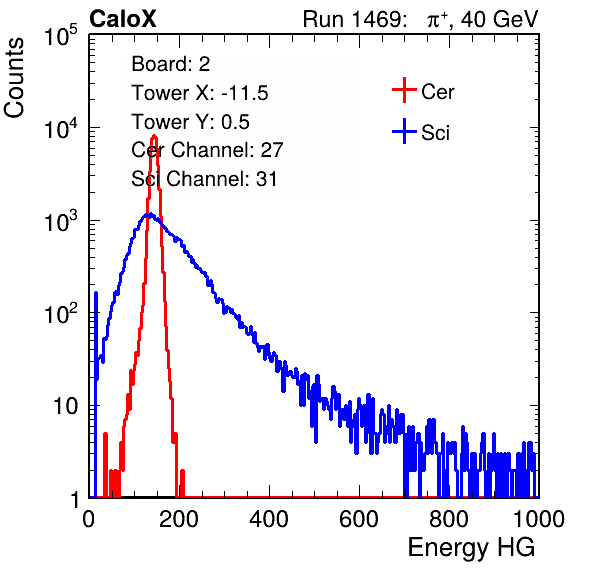 CaloX Run 1469: π⁺, 40 GeV
Counts
Board: 2
Tower X: -11.5
Tower Y: 0.5
Cer Channel: 27
Sci Channel: 31
Cer
Sci
10⁵
10⁴
10³
10²
10
1
0 200 400 600 800 1000
Energy HG